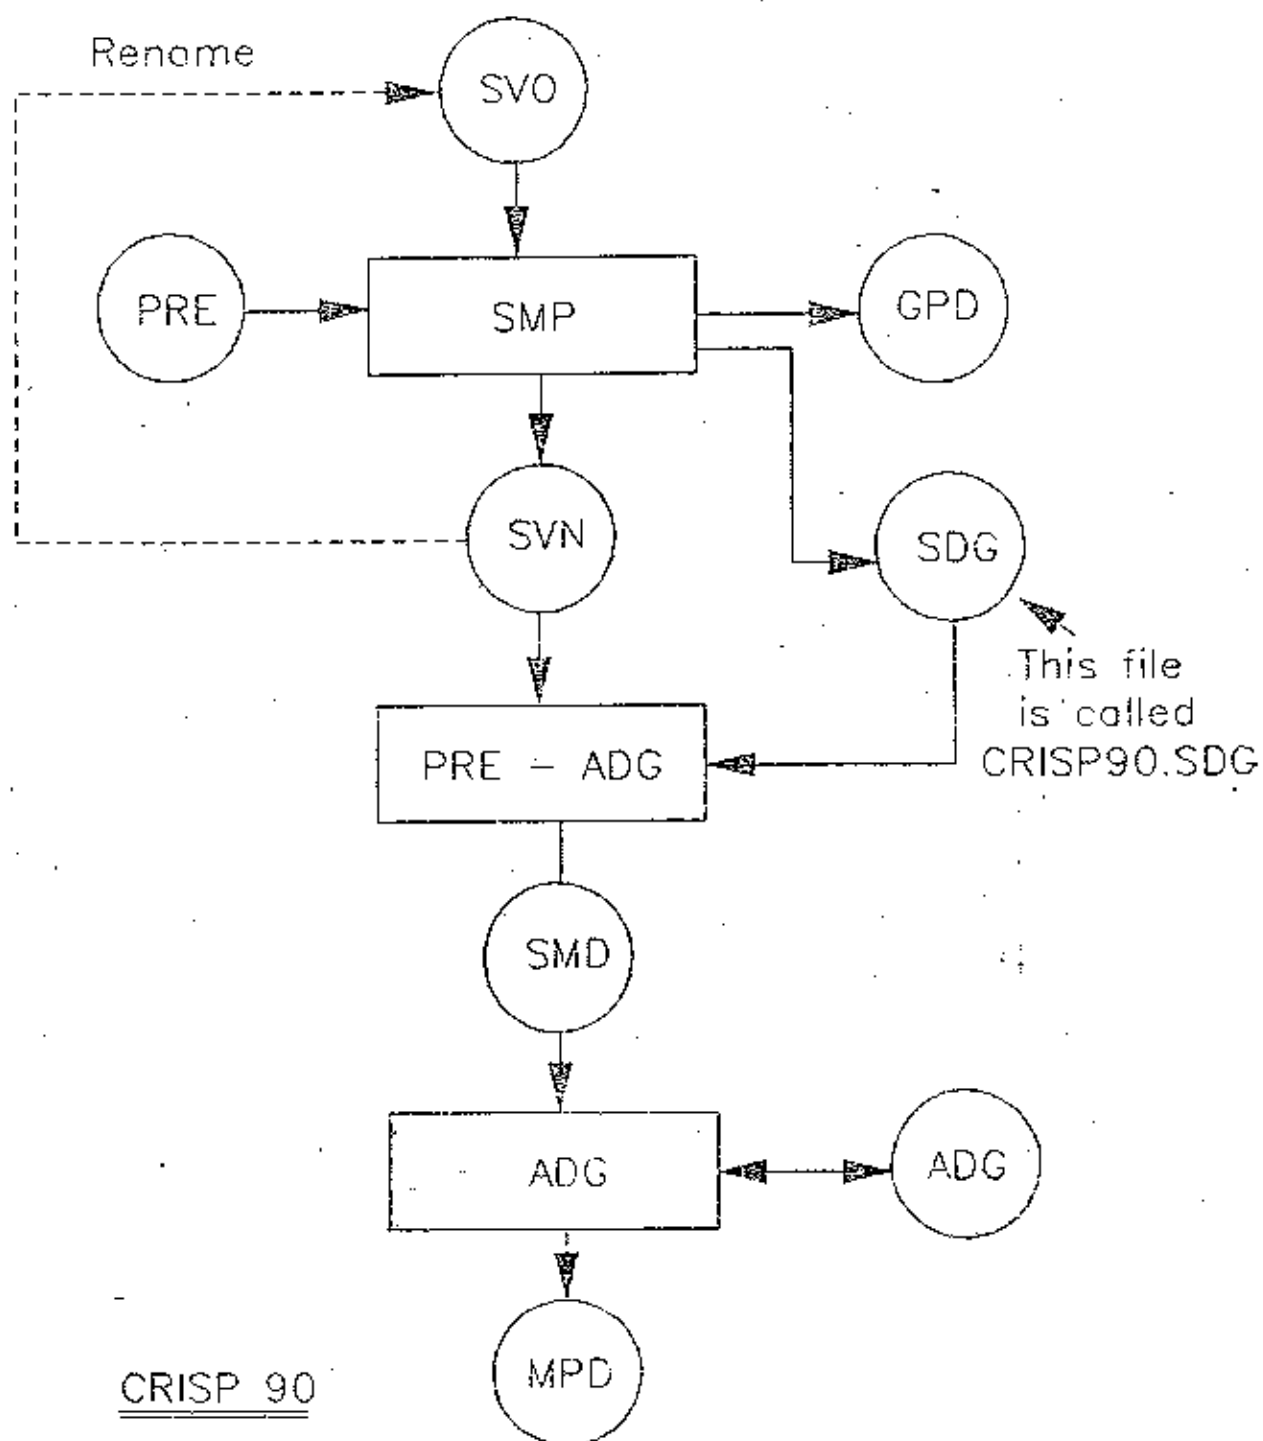 Rename
SVO
PRE
SMP
GPD
SVN
SDG
This file
is called
CRISP90.SDG
PRE - ADG
SMD
ADG
ADG
MPD
CRISP 90